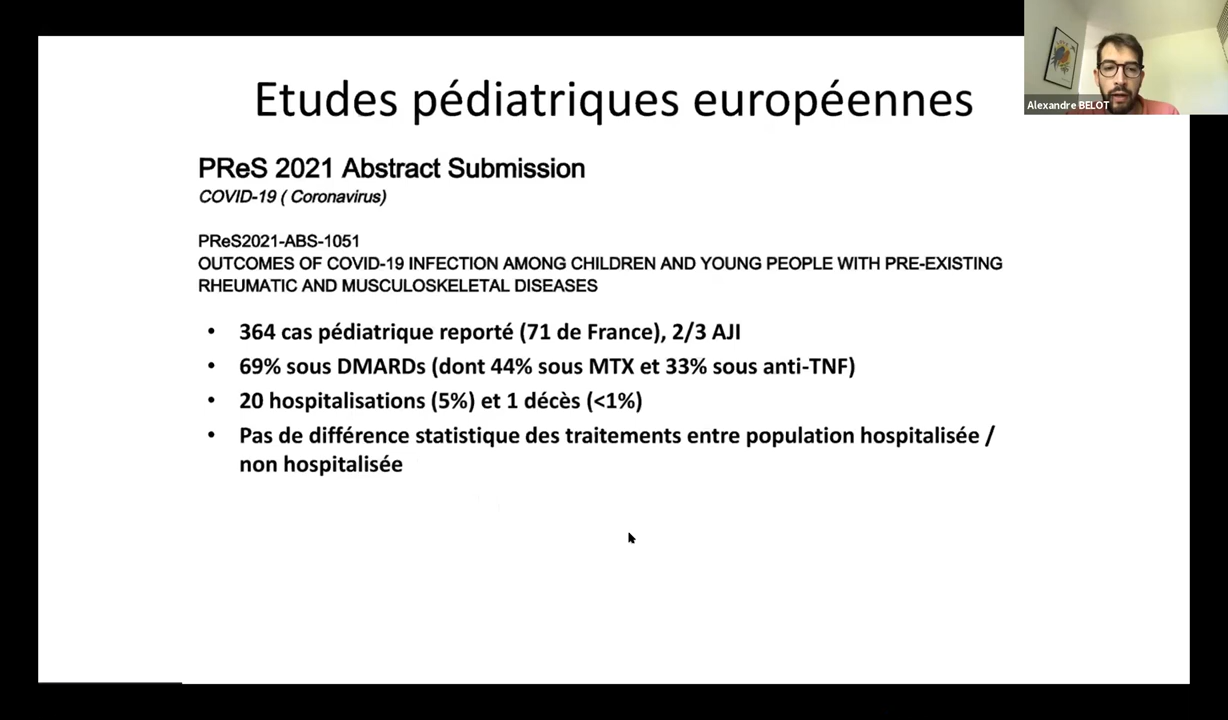 Etudes pédiatriques européennes
Alexandre BELOT
PReS 2021 Abstract Submission
COVID-19 ( Coronavirus)
PReS2021-ABS-1051
OUTCOMES OF COVID-19 INFECTION AMONG CHILDREN AND YOUNG PEOPLE WITH PRE-EXISTING
RHEUMATIC AND MUSCULOSKELETAL DISEASES
• 364 cas pédiatrique reporté (71 de France), 2/3 AJI
• 69% sous DMARDs (dont 44% sous MTX et 33% sous anti-TNF)
• 20 hospitalisations (5%) et 1 décès (<1%)
• Pas de différence statistique des traitements entre population hospitalisée /
non hospitalisée